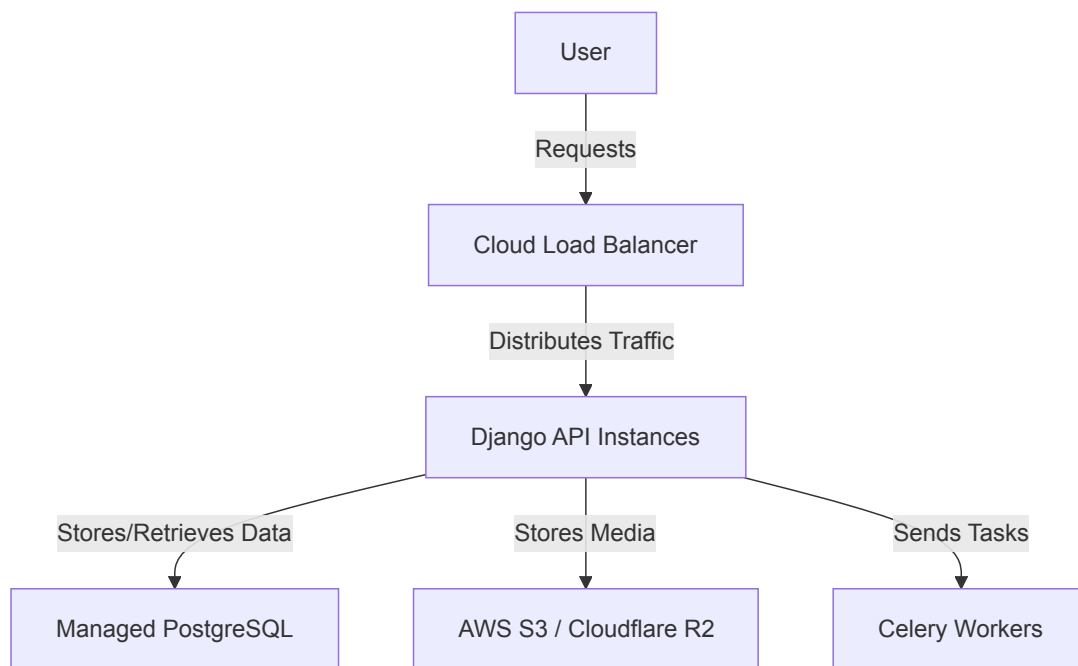 User
Requests
Cloud Load Balancer
Distributes Traffic
Django API Instances
Stores/Retrieves Data
Stores Media
Sends Tasks
Managed PostgreSQL
AWS S3 / Cloudflare R2
Celery Workers